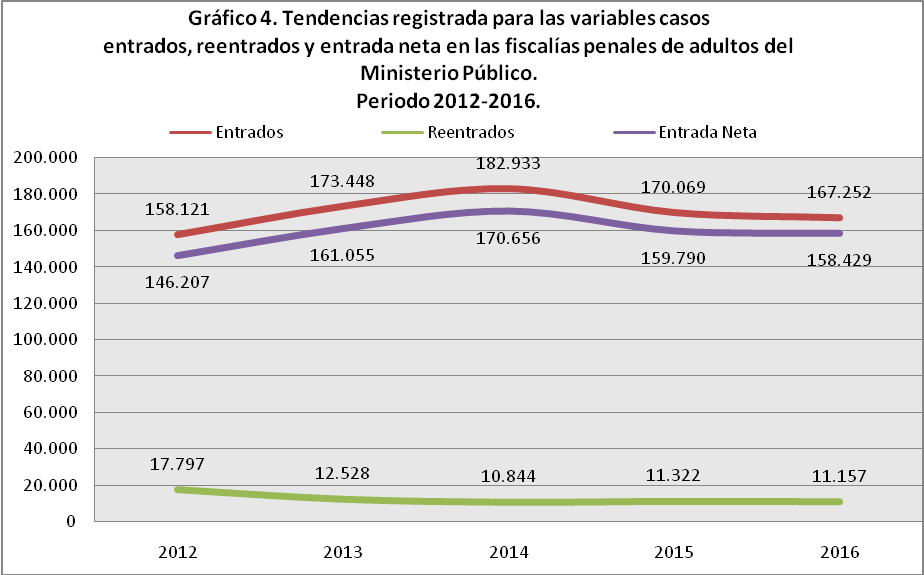 Gráfico 4. Tendencias registrada para las variables casos
entrados, reentrados y entrada neta en las fiscalías penales de adultos del
Ministerio Público.
Periodo 2012-2016.
Entrados Reentrados Entrada Neta
200.000
180.000
160.000
140.000
120.000
100.000
80.000
60.000
40.000
20.000
0
158.121 173.448 182.933 170.069 167.252
146.207 161.055 170.656 159.790 158.429
17.797 12.528 10.844 11.322 11.157
2012 2013 2014 2015 2016